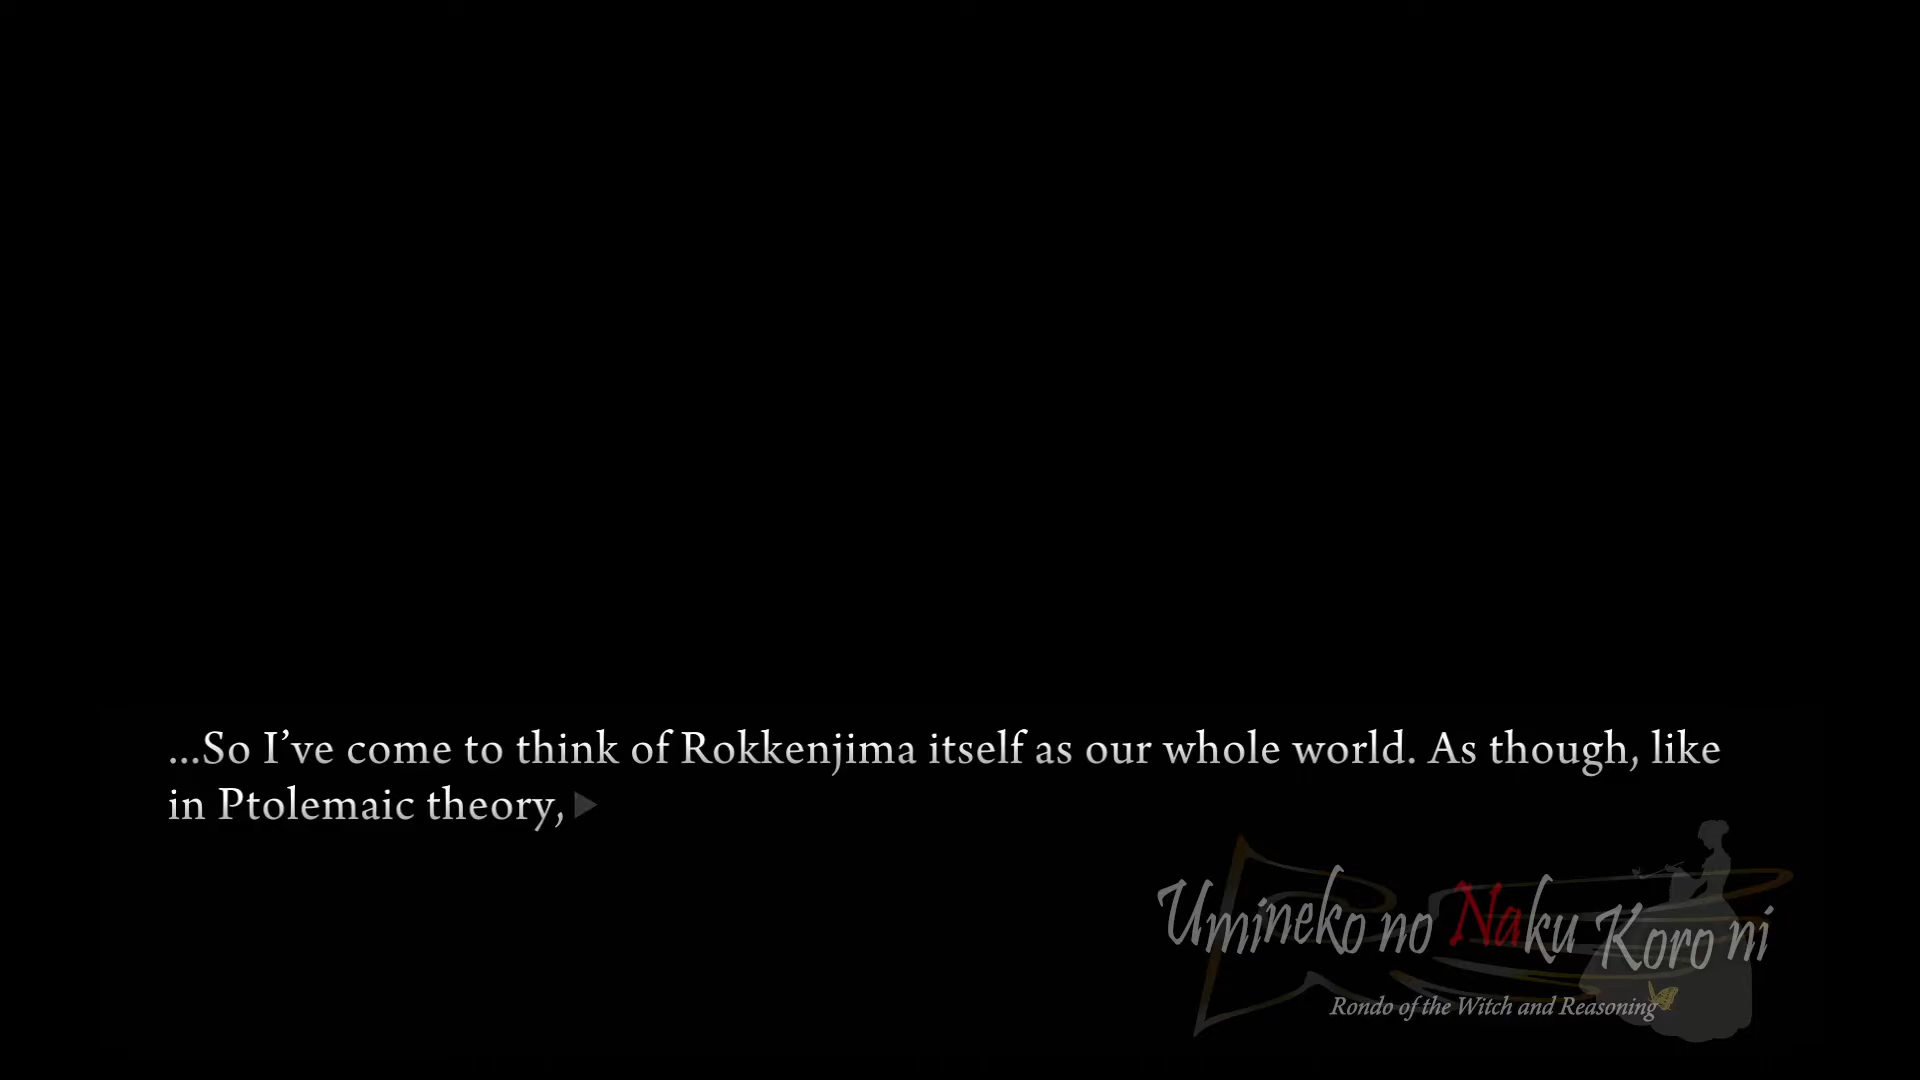 ...So I've come to think of Rokkenjima itself as our whole world. As though, like
in Ptolemaic theory,
Umineko no Naku Koro ni
Rondo of the Witch and Reasoning